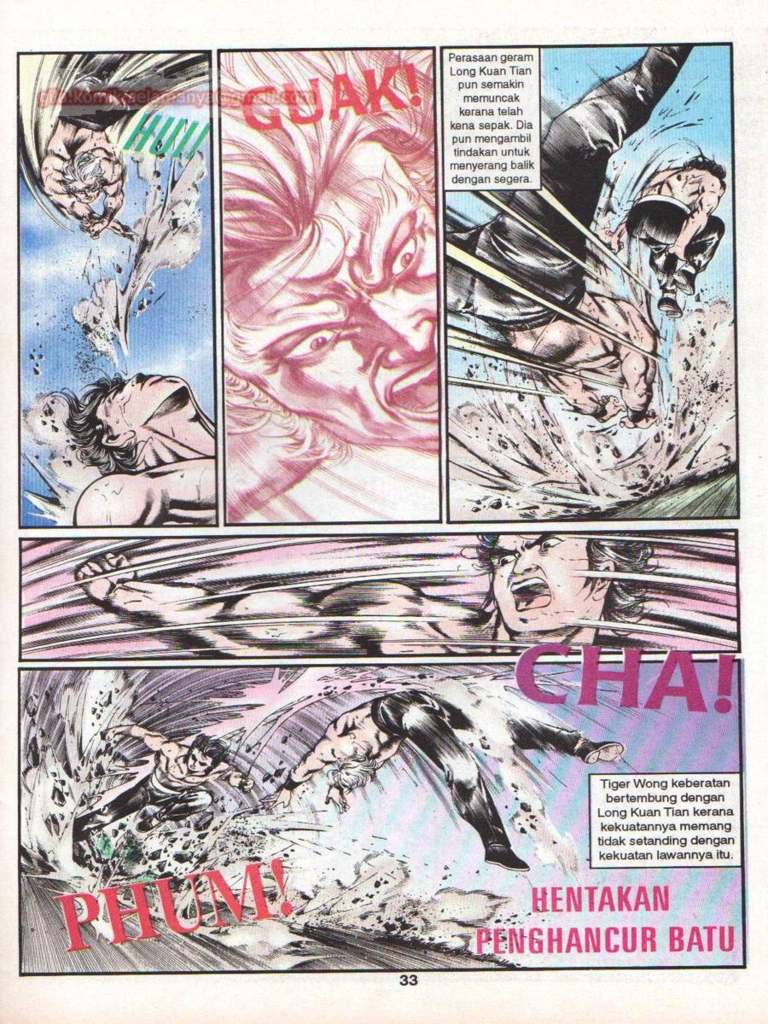 HUI!
GUAK!
Perasaan geram
Long Kuan Tian
pun semakin
memuncak
kerana telah
kena sepak. Dia
pun mengambil
tindakan untuk
menyerang balik
dengan segera.
CHA!
Tiger Wong keberatan
bertembung dengan
Long Kuan Tian kerana
kekuatannya memang
tidak setanding dengan
kekuatan lawannya itu.
PHUM!
HENTAKAN
PENGHANCUR BATU
33